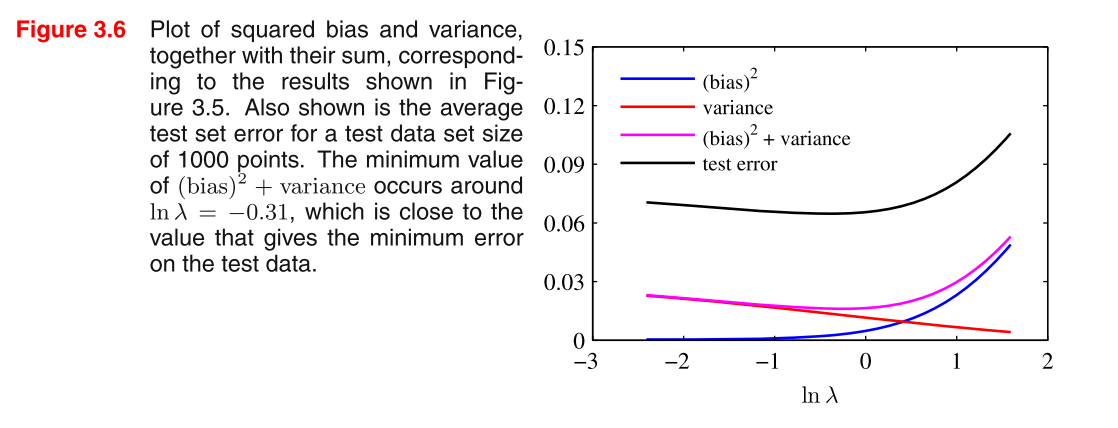 Figure 3.6 Plot of squared bias and variance,
together with their sum, correspond-
ing to the results shown in Fig-
ure 3.5. Also shown is the average
test set error for a test data set size
of 1000 points. The minimum value
of (bias)² + variance occurs around
ln λ = −0.31, which is close to the
value that gives the minimum error
on the test data.
0.15
0.12
0.09
0.06
0.03
0
(bias)²
variance
(bias)² + variance
test error
−3 −2 −1 0 1 2
ln λ